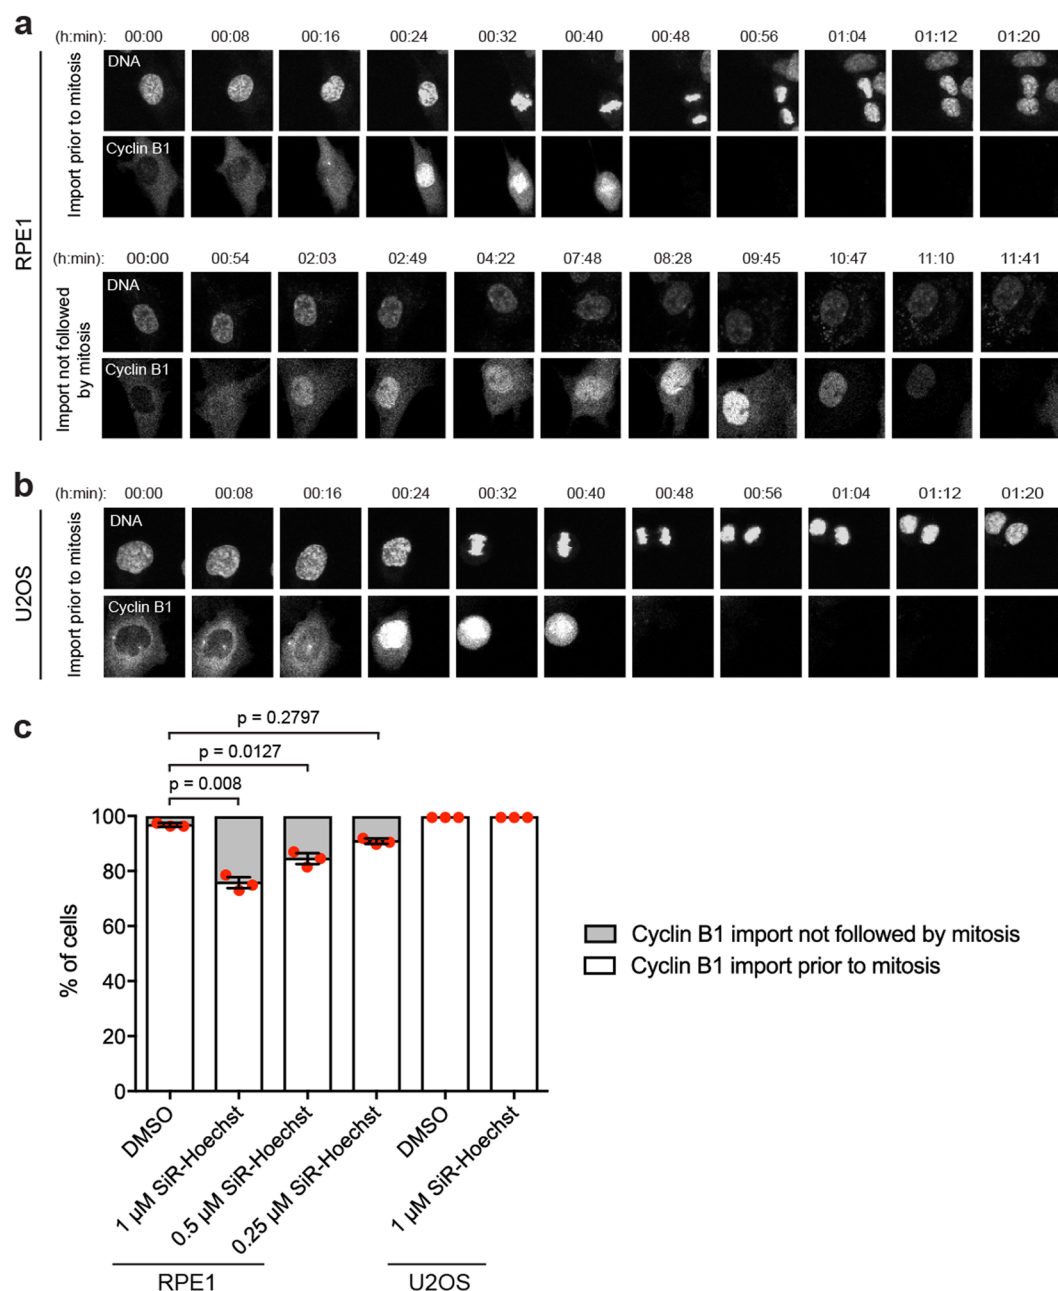 a
(h:min): 00:00 00:08 00:16 00:24 00:32 00:40 00:48 00:56 01:04 01:12 01:20
RPE1
Import prior to mitosis
DNA
Cyclin B1
(h:min): 00:00 00:54 02:03 02:49 04:22 07:48 08:28 09:45 10:47 11:10 11:41
Import not followed
by mitosis
DNA
Cyclin B1
b
(h:min): 00:00 00:08 00:16 00:24 00:32 00:40 00:48 00:56 01:04 01:12 01:20
U2OS
Import prior to mitosis
DNA
Cyclin B1
c
p = 0.2797
p = 0.0127
p = 0.008
% of cells
100
80
60
40
20
0
Cyclin B1 import not followed by mitosis
Cyclin B1 import prior to mitosis
DMSO
1 µM SiR-Hoechst
0.5 µM SiR-Hoechst
0.25 µM SiR-Hoechst
DMSO
1 µM SiR-Hoechst
RPE1
U2OS